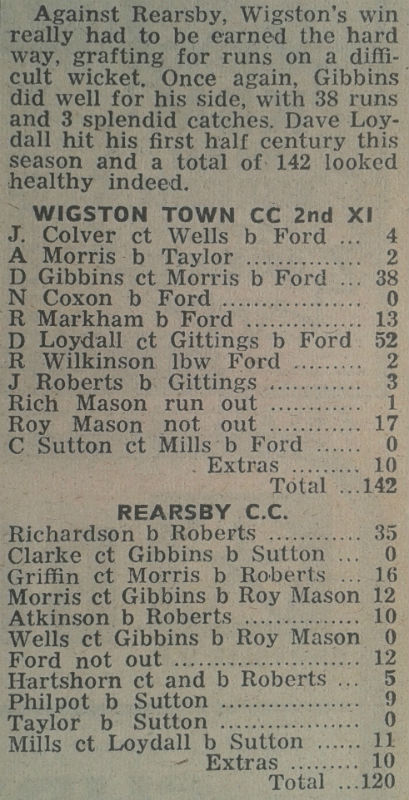 Against Rearsby, Wigston's win
really had to be earned the hard
way, grafting for runs on a diffi-
cult wicket. Once again, Gibbins
did well for his side, with 38 runs
and 3 splendid catches. Dave Loy-
dall hit his first half century this
season and a total of 142 looked
healthy indeed.
WIGSTON TOWN CC 2nd XI
J. Colver ct Wells b Ford ... 4
A Morris b Taylor ............... 2
D Gibbins ct Morris b Ford ... 38
N Coxon b Ford .................. 0
R Markham b Ford ............... 13
D Loydall ct Gittings b Ford 52
R Wilkinson lbw Ford ......... 2
J Roberts b Gittings ............ 3
Rich Mason run out ............ 1
Roy Mason not out ............ 17
C Sutton ct Mills b Ford ...... 0
Extras ......... 10
Total ...142
REARSBY C.C.
Richardson b Roberts ............ 35
Clarke ct Gibbins b Sutton ... 0
Griffin ct Morris b Roberts ... 16
Morris ct Gibbins b Roy Mason 12
Atkinson b Roberts ............... 10
Wells ct Gibbins b Roy Mason 0
Ford not out ..................... 12
Hartshorn ct and b Roberts ... 5
Philpot b Sutton .................. 9
Taylor b Sutton .................. 0
Mills ct Loydall b Sutton ...... 11
Extras ......... 10
Total ...120